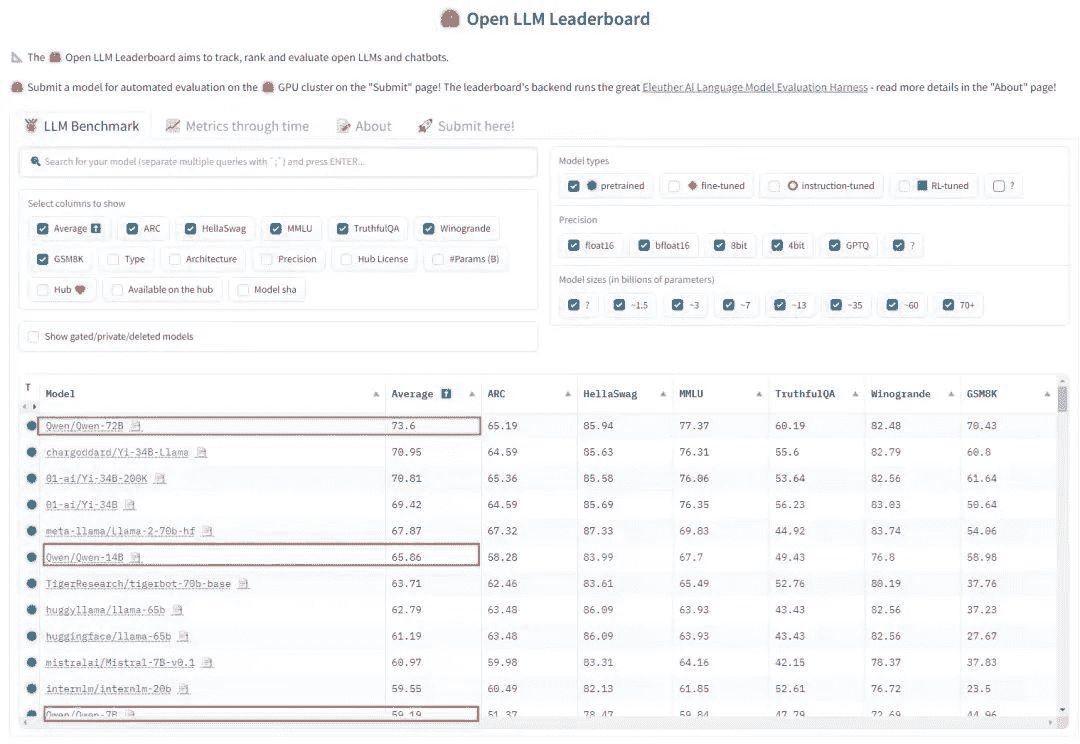 Open LLM Leaderboard
The Open LLM Leaderboard aims to track, rank and evaluate open LLMs and chatbots.
Submit a model for automated evaluation on the GPU cluster on the "Submit" page! The leaderboard's backend runs the great Eleuther AI Language Model Evaluation Harness - read more details in the "About" page!
LLM Benchmark Metrics through time About Submit here!
Search for your model (separate multiple queries with `;`) and press ENTER...
Select columns to show
Average ARC HellaSwag MMLU TruthfulQA Winogrande
GSM8K Type Architecture Precision Hub License #Params (B)
Hub Available on the hub Model sha
Show gated/private/deleted models
Model types
pretrained fine-tuned instruction-tuned RL-tuned ?
Precision
float16 bfloat16 8bit 4bit GPTQ ?
Model sizes (in billions of parameters)
? ~1.5 ~3 ~7 ~13 ~35 ~60 70+
T Model Average ARC HellaSwag MMLU TruthfulQA Winogrande GSM8K
Qwen/Qwen-72B 73.6 65.19 85.94 77.37 60.19 82.48 70.43
chargoddard/Yi-34B-Llama 70.95 64.59 85.63 76.31 55.6 82.79 60.8
01-ai/Yi-34B-200K 70.81 65.36 85.58 76.06 53.64 82.56 61.64
01-ai/Yi-34B 69.42 64.59 85.69 76.35 56.23 83.03 50.64
meta-llama/Llama-2-70b-hf 67.87 67.32 87.33 69.83 44.92 83.74 54.06
Qwen/Qwen-14B 65.86 58.28 83.99 67.7 49.43 76.8 58.98
TigerResearch/tigerbot-70b-base 63.71 62.46 83.61 65.49 52.76 80.19 37.76
huggyllama/llama-65b 62.79 63.48 86.09 63.93 43.43 82.56 37.23
huggingface/llama-65b 61.19 63.48 86.09 63.93 43.43 82.56 27.67
mistralai/Mistral-7B-v0.1 60.97 59.98 83.31 64.16 42.15 78.37 37.83
internlm/internlm-20b 59.55 60.49 82.13 61.85 52.61 76.72 23.5
Qwen/Qwen-7B 59.19 51.37 78.47 59.84 47.79 72.69 44.96